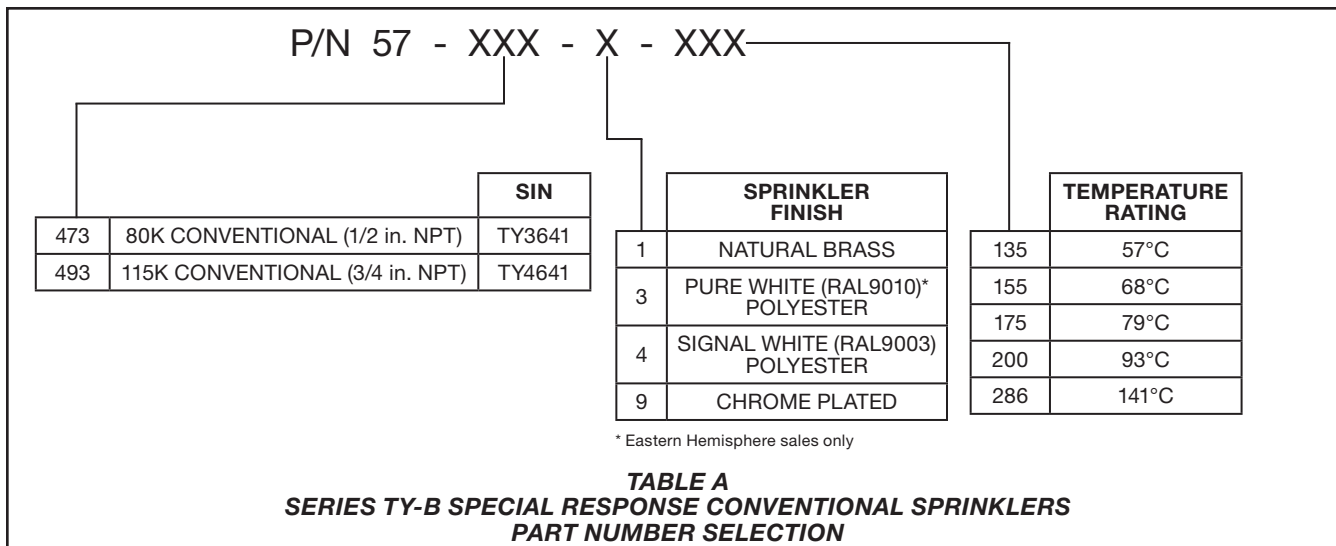 P/N 57 - XXX - X - XXX
SIN
473 80K CONVENTIONAL (1/2 in. NPT) TY3641
493 115K CONVENTIONAL (3/4 in. NPT) TY4641
SPRINKLER
FINISH
1 NATURAL BRASS
3 PURE WHITE (RAL9010)*
POLYESTER
4 SIGNAL WHITE (RAL9003)
POLYESTER
9 CHROME PLATED
* Eastern Hemisphere sales only
TEMPERATURE
RATING
135 57°C
155 68°C
175 79°C
200 93°C
286 141°C
TABLE A
SERIES TY-B SPECIAL RESPONSE CONVENTIONAL SPRINKLERS
PART NUMBER SELECTION